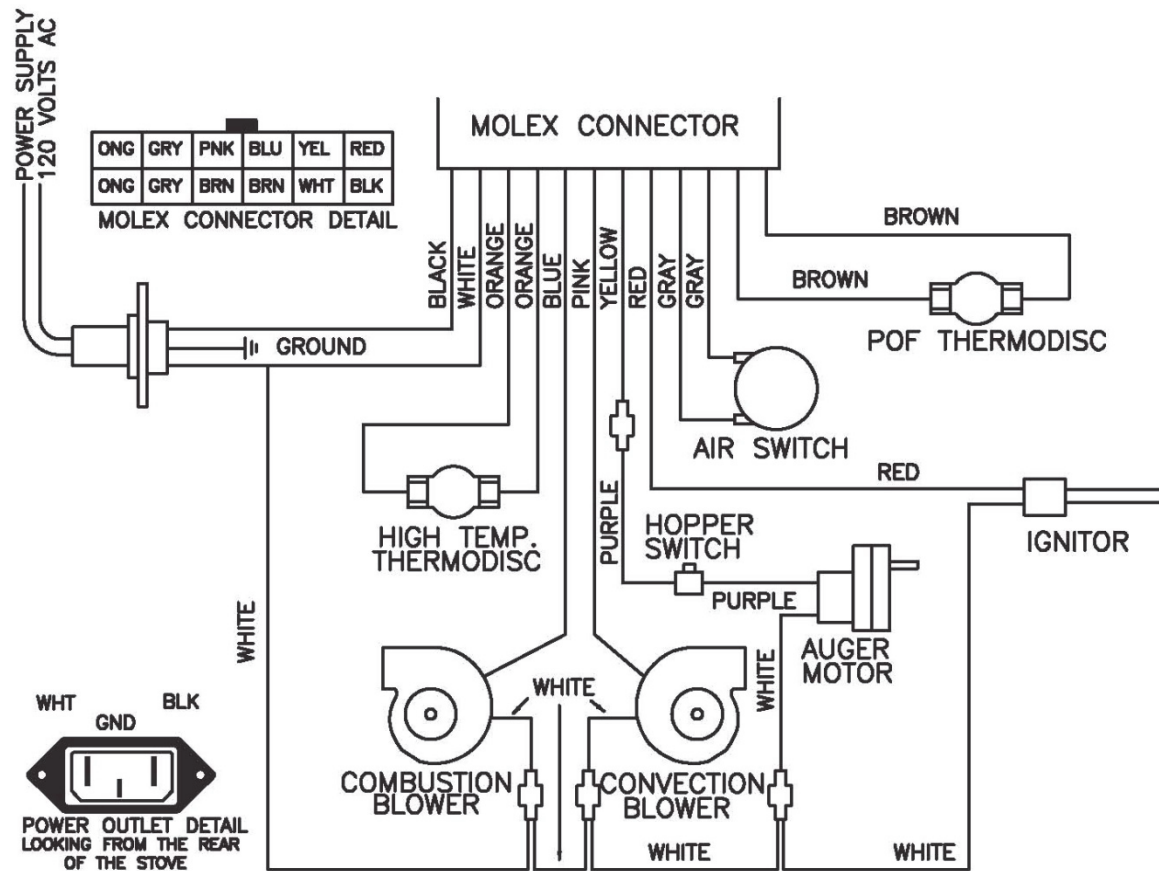 POWER SUPPLY
120 VOLTS AC
ONG GRY PNK BLU YEL RED
ONG GRY BRN BRN WHT BLK
MOLEX CONNECTOR DETAIL
MOLEX CONNECTOR
BLACK
WHITE
ORANGE
ORANGE
BLUE
PINK
YELLOW
RED
GRAY
GRAY
BROWN
BROWN
POF THERMODISC
GROUND
AIR SWITCH
RED
IGNITOR
HIGH TEMP.
THERMODISC
PURPLE
HOPPER
SWITCH
PURPLE
AUGER
MOTOR
WHITE
WHITE
WHITE
COMBUSTION
BLOWER
CONVECTION
BLOWER
WHITE
WHITE
WHT
GND
BLK
POWER OUTLET DETAIL
LOOKING FROM THE REAR
OF THE STOVE